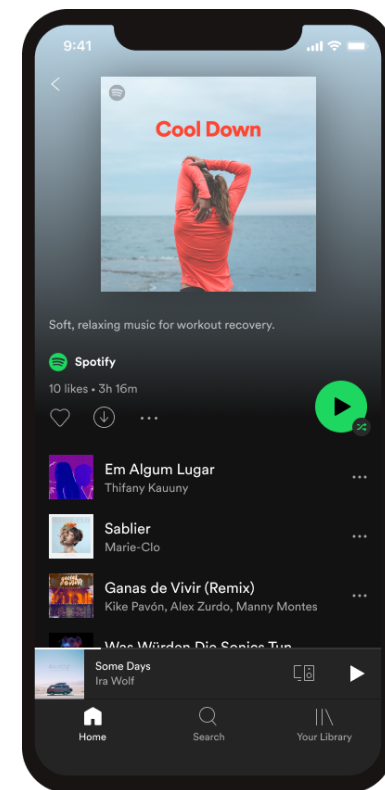 9:41
Cool Down
Soft, relaxing music for workout recovery.
Spotify
10 likes • 3h 16m
Em Algum Lugar
Thifany Kauuny
Sablier
Marie-Clo
Ganas de Vivir (Remix)
Kike Pavón, Alex Zurdo, Manny Montes
Was Würden Die Sonics Tun
Some Days
Ira Wolf
Home
Search
Your Library